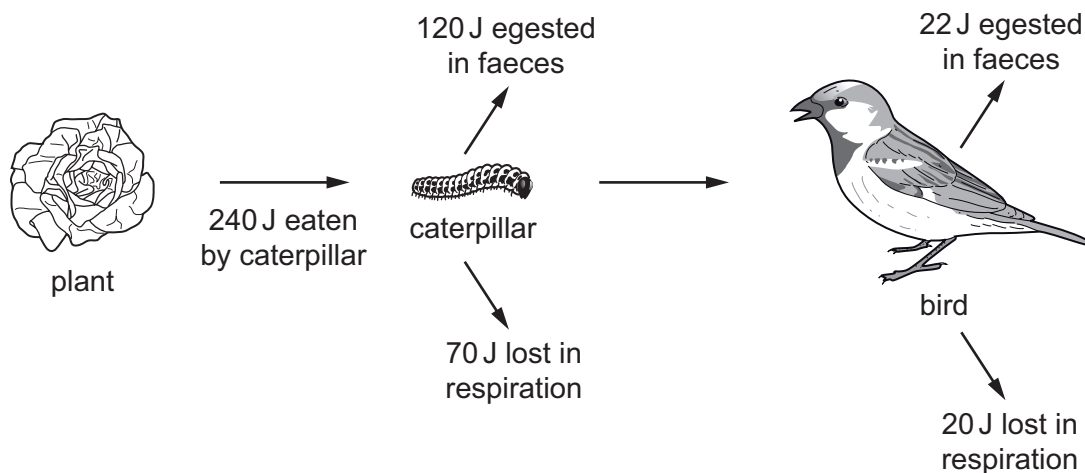 120 J egested
in faeces
22 J egested
in faeces
240 J eaten
by caterpillar
caterpillar
plant
bird
70 J lost in
respiration
20 J lost in
respiration